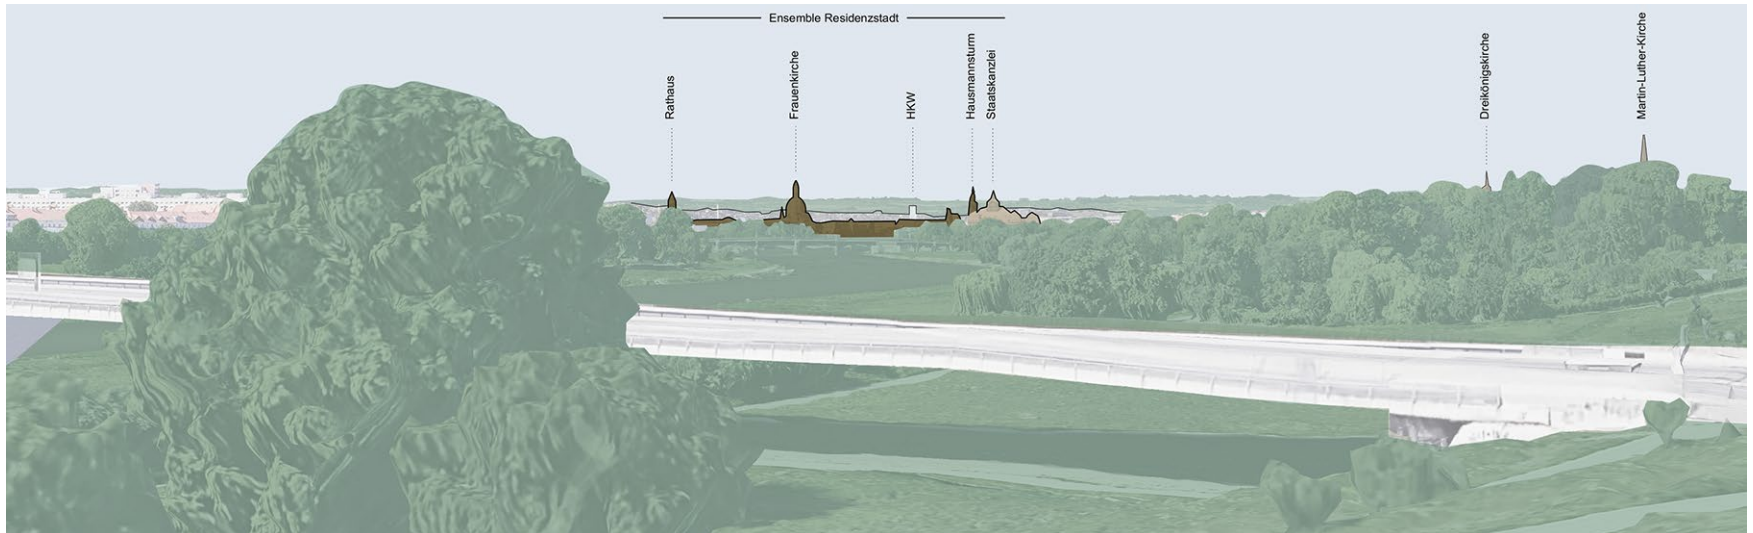 Ensemble Residenzstadt
Rathaus
Frauenkirche
HKW
Hausmannsturm
Staatskanzlei
Dreikönigskirche
Martin-Luther-Kirche